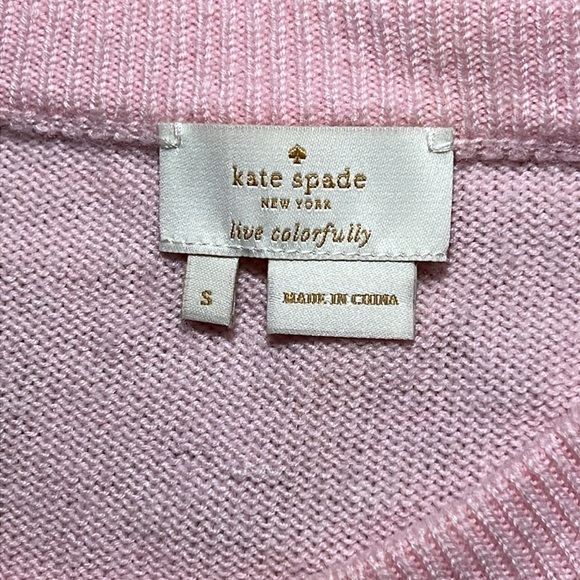 kate spade
NEW YORK
live colorfully
S
MADE IN CHINA